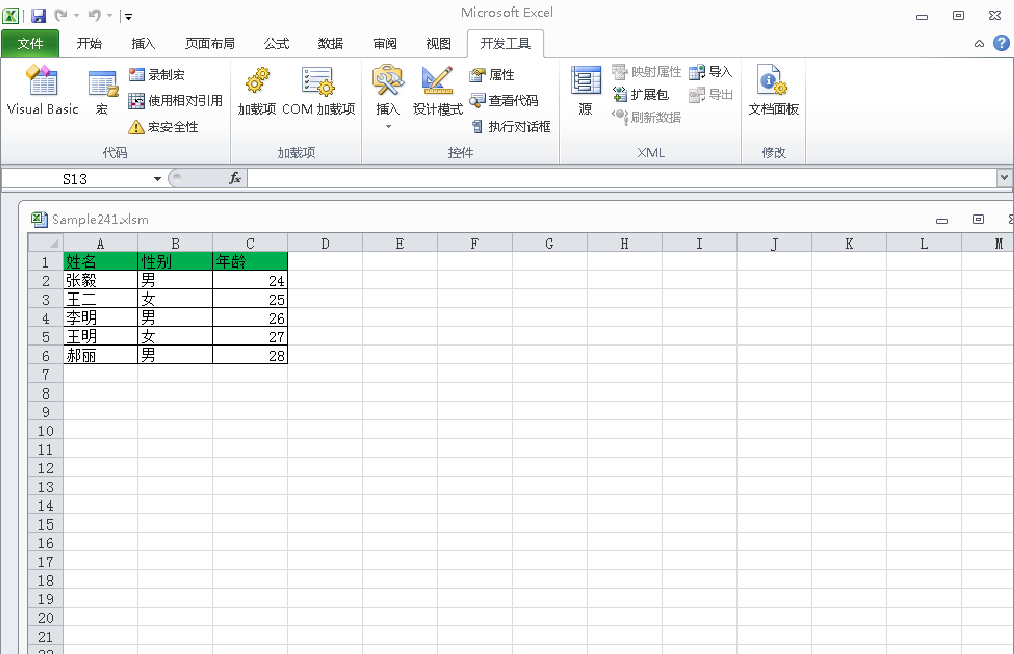 Microsoft Excel
文件 开始 插入 页面布局 公式 数据 审阅 视图 开发工具
Visual Basic 宏 录制宏 使用相对引用 宏安全性
代码
加载项 COM 加载项
加载项
插入 设计模式 属性 查看代码 执行对话框
控件
源 映射属性 扩展包 刷新数据 导入 导出
XML
文档面板
修改
S13 fx
Sample241.xlsm
A B C D E F G H I J K L M
1 姓名 性别 年龄
2 张毅 男 24
3 王二 女 25
4 李明 男 26
5 王明 女 27
6 郝丽 男 28
7
8
9
10
11
12
13
14
15
16
17
18
19
20
21